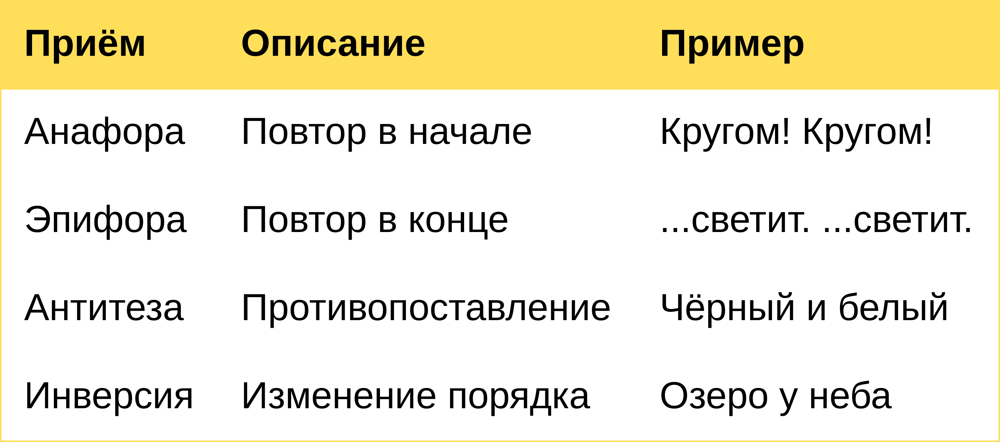 Приём Описание Пример
Анафора Повтор в начале Кругом! Кругом!
Эпифора Повтор в конце ...светит. ...светит.
Антитеза Противопоставление Чёрный и белый
Инверсия Изменение порядка Озеро у неба